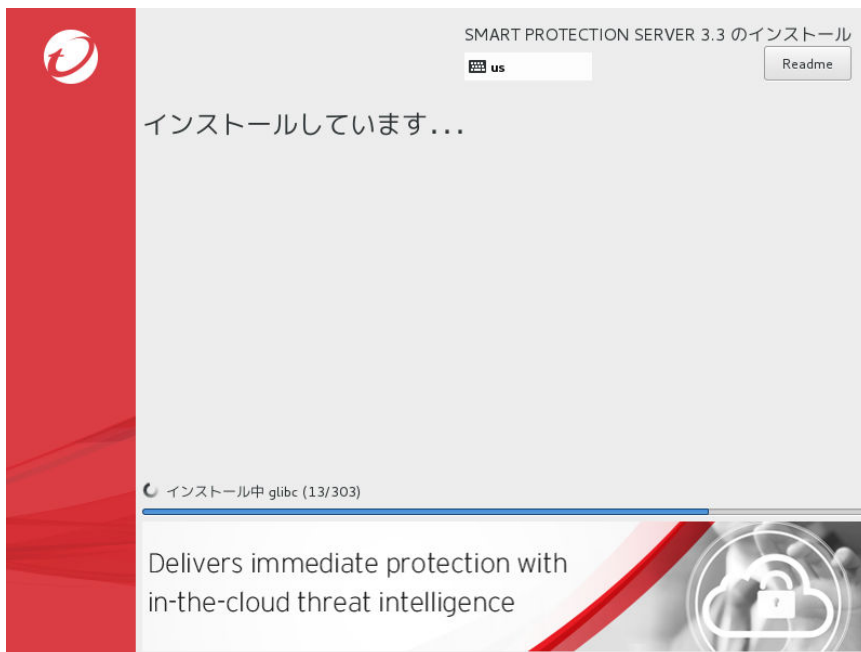 SMART PROTECTION SERVER 3.3 のインストール
us
Readme
インストールしています...
インストール中 glibc (13/303)
Delivers immediate protection with
in-the-cloud threat intelligence